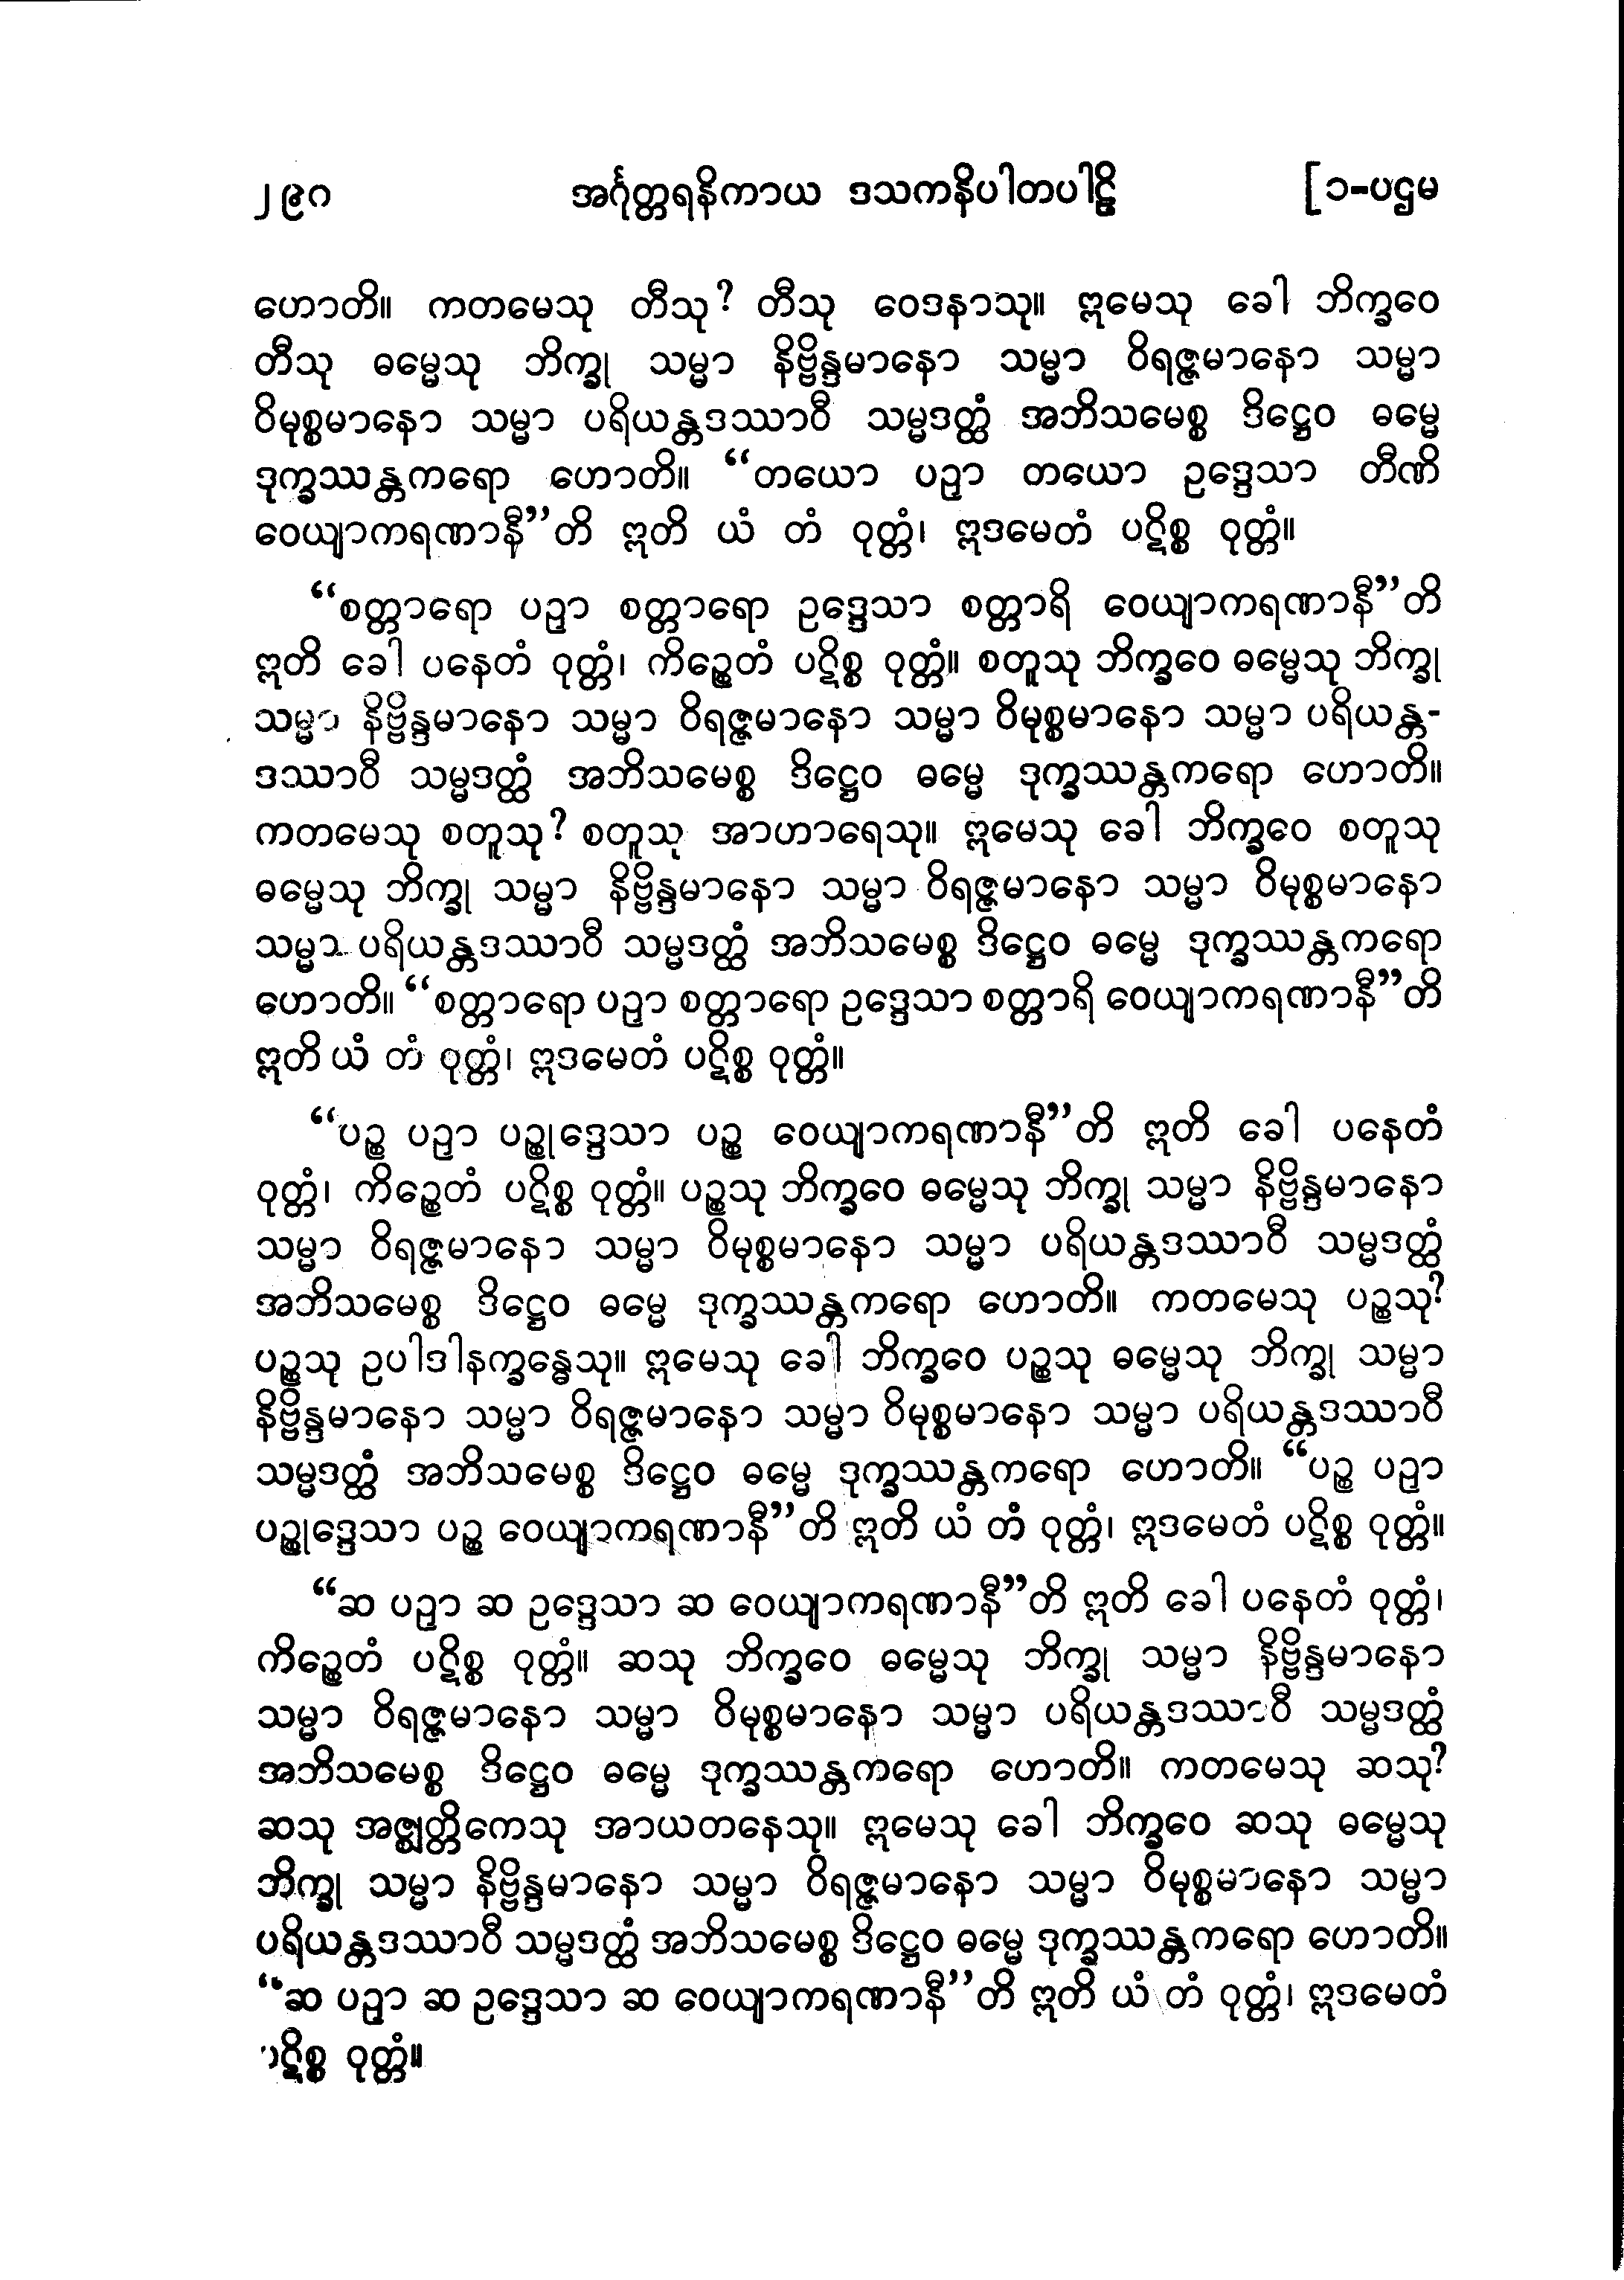 ၂၉၀ အင်္ဂုတ္တရနိကာယ ဒသကနိပါတပါဠိ [၁-ပဌမ
ဟောတိ။ ကတမေသု တီသု? တီသု ဝေဒနာသု။ ဣမေသု ခေါ ဘိက္ခဝေ
တီသု ဓမ္မေသု ဘိက္ခု သမ္မာ နိဗ္ဗိန္ဒမာနော သမ္မာ ဝိရဇ္ဇမာနော သမ္မာ
ဝိမုစ္စမာနော သမ္မာ ပရိယန္တဒဿာဝီ သမ္မဒတ္ထံ အဘိသမေစ္စ ဒိဋ္ဌေဝ ဓမ္မေ
ဒုက္ခဿန္တကရော ဟောတိ။ “တယော ပဥှာ တယော ဥဒ္ဒေသာ တီဏိ
ဝေယျာကရဏာနီ”တိ ဣတိ ယံ တံ ဝုတ္တံ၊ ဣဒမေတံ ပဋိစ္စ ဝုတ္တံ။
“စတ္တာရော ပဥှာ စတ္တာရော ဥဒ္ဒေသာ စတ္တာရိ ဝေယျာကရဏာနီ”တိ
ဣတိ ခေါ ပနေတံ ဝုတ္တံ၊ ကိဉ္စေတံ ပဋိစ္စ ဝုတ္တံ။ စတူသု ဘိက္ခဝေ ဓမ္မေသု ဘိက္ခု
သမ္မာ နိဗ္ဗိန္ဒမာနော သမ္မာ ဝိရဇ္ဇမာနော သမ္မာ ဝိမုစ္စမာနော သမ္မာ ပရိယန္တ-
ဒဿာဝီ သမ္မဒတ္ထံ အဘိသမေစ္စ ဒိဋ္ဌေဝ ဓမ္မေ ဒုက္ခဿန္တကရော ဟောတိ။
ကတမေသု စတူသု? စတူသု အာဟာရေသု။ ဣမေသု ခေါ ဘိက္ခဝေ စတူသု
ဓမ္မေသု ဘိက္ခု သမ္မာ နိဗ္ဗိန္ဒမာနော သမ္မာ ဝိရဇ္ဇမာနော သမ္မာ ဝိမုစ္စမာနော
သမ္မာ ပရိယန္တဒဿာဝီ သမ္မဒတ္ထံ အဘိသမေစ္စ ဒိဋ္ဌေဝ ဓမ္မေ ဒုက္ခဿန္တကရော
ဟောတိ။ “စတ္တာရော ပဥှာ စတ္တာရော ဥဒ္ဒေသာ စတ္တာရိ ဝေယျာကရဏာနီ”တိ
ဣတိ ယံ တံ ဝုတ္တံ၊ ဣဒမေတံ ပဋိစ္စ ဝုတ္တံ။
“ပဉ္စ ပဥှာ ပဉ္စုဒ္ဒေသာ ပဉ္စ ဝေယျာကရဏာနီ”တိ ဣတိ ခေါ ပနေတံ
ဝုတ္တံ၊ ကိဉ္စေတံ ပဋိစ္စ ဝုတ္တံ။ ပဉ္စသု ဘိက္ခဝေ ဓမ္မေသု ဘိက္ခု သမ္မာ နိဗ္ဗိန္ဒမာနော
သမ္မာ ဝိရဇ္ဇမာနော သမ္မာ ဝိမုစ္စမာနော သမ္မာ ပရိယန္တဒဿာဝီ သမ္မဒတ္ထံ
အဘိသမေစ္စ ဒိဋ္ဌေဝ ဓမ္မေ ဒုက္ခဿန္တကရော ဟောတိ။ ကတမေသု ပဉ္စသု?
ပဉ္စသု ဥပါဒါနက္ခန္ဓေသု။ ဣမေသု ခေါ ဘိက္ခဝေ ပဉ္စသု ဓမ္မေသု ဘိက္ခု သမ္မာ
နိဗ္ဗိန္ဒမာနော သမ္မာ ဝိရဇ္ဇမာနော သမ္မာ ဝိမုစ္စမာနော သမ္မာ ပရိယန္တဒဿာဝီ
သမ္မဒတ္ထံ အဘိသမေစ္စ ဒိဋ္ဌေဝ ဓမ္မေ ဒုက္ခဿန္တကရော ဟောတိ။ “ပဉ္စ ပဥှာ
ပဉ္စုဒ္ဒေသာ ပဉ္စ ဝေယျာကရဏာနီ”တိ ဣတိ ယံ တံ ဝုတ္တံ၊ ဣဒမေတံ ပဋိစ္စ ဝုတ္တံ။
“ဆ ပဥှာ ဆ ဥဒ္ဒေသာ ဆ ဝေယျာကရဏာနီ”တိ ဣတိ ခေါ ပနေတံ ဝုတ္တံ၊
ကိဉ္စေတံ ပဋိစ္စ ဝုတ္တံ။ ဆသု ဘိက္ခဝေ ဓမ္မေသု ဘိက္ခု သမ္မာ နိဗ္ဗိန္ဒမာနော
သမ္မာ ဝိရဇ္ဇမာနော သမ္မာ ဝိမုစ္စမာနော သမ္မာ ပရိယန္တဒဿာဝီ သမ္မဒတ္ထံ
အဘိသမေစ္စ ဒိဋ္ဌေဝ ဓမ္မေ ဒုက္ခဿန္တကရော ဟောတိ။ ကတမေသု ဆသု?
ဆသု အဇ္ဈတ္တိကေသု အာယတနေသု။ ဣမေသု ခေါ ဘိက္ခဝေ ဆသု ဓမ္မေသု
ဘိက္ခု သမ္မာ နိဗ္ဗိန္ဒမာနော သမ္မာ ဝိရဇ္ဇမာနော သမ္မာ ဝိမုစ္စမာနော သမ္မာ
ပရိယန္တဒဿာဝီ သမ္မဒတ္ထံ အဘိသမေစ္စ ဒိဋ္ဌေဝ ဓမ္မေ ဒုက္ခဿန္တကရော ဟောတိ။
“ဆ ပဥှာ ဆ ဥဒ္ဒေသာ ဆ ဝေယျာကရဏာနီ”တိ ဣတိ ယံ တံ ဝုတ္တံ၊ ဣဒမေတံ
ပဋိစ္စ ဝုတ္တံ။